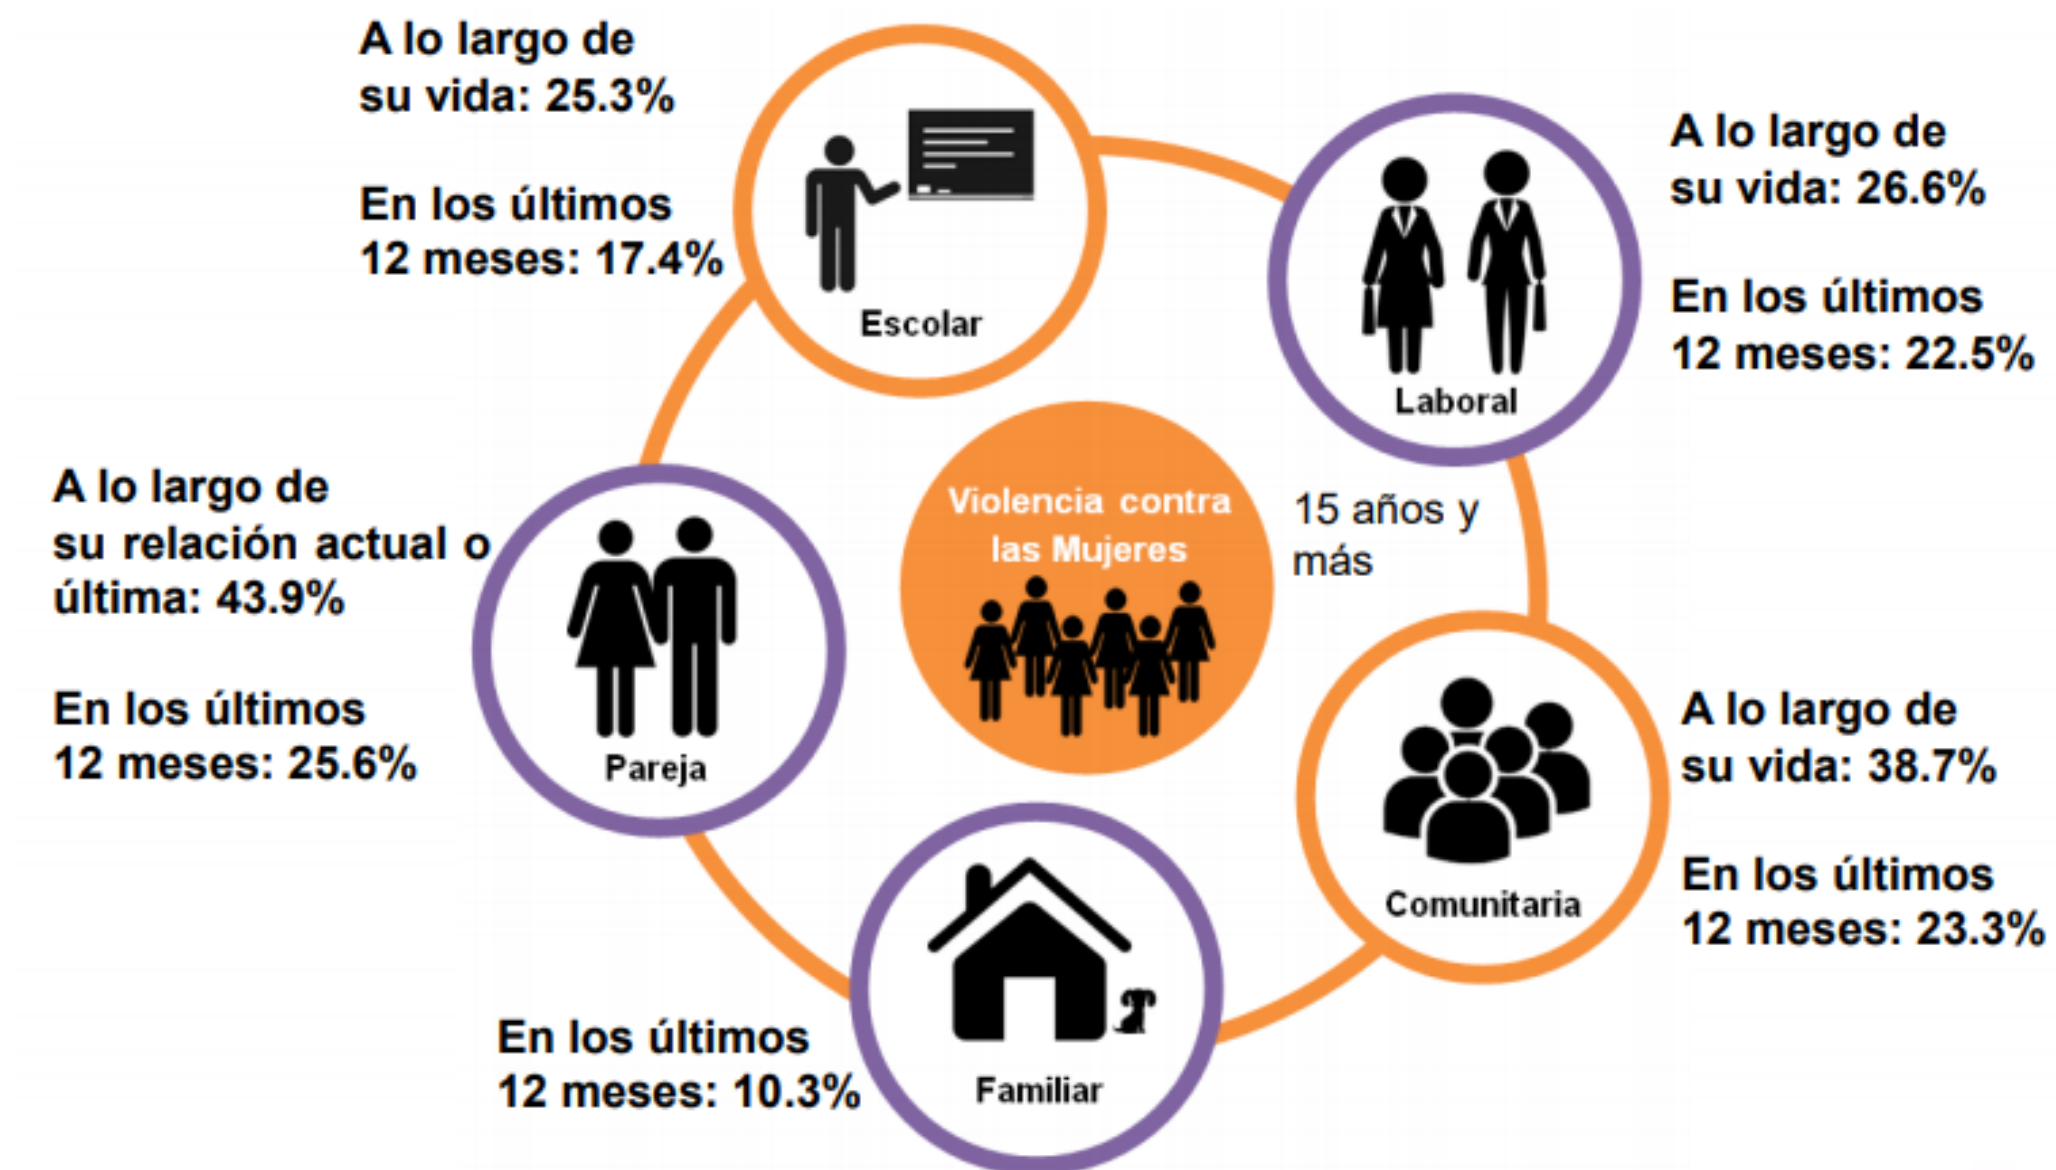 A lo largo de
su vida: 25.3%
En los últimos
12 meses: 17.4%
Escolar
A lo largo de
su vida: 26.6%
En los últimos
12 meses: 22.5%
Laboral
A lo largo de
su relación actual o
última: 43.9%
En los últimos
12 meses: 25.6%
Pareja
Violencia contra
las Mujeres
15 años y
más
A lo largo de
su vida: 38.7%
En los últimos
12 meses: 23.3%
Comunitaria
En los últimos
12 meses: 10.3%
Familiar